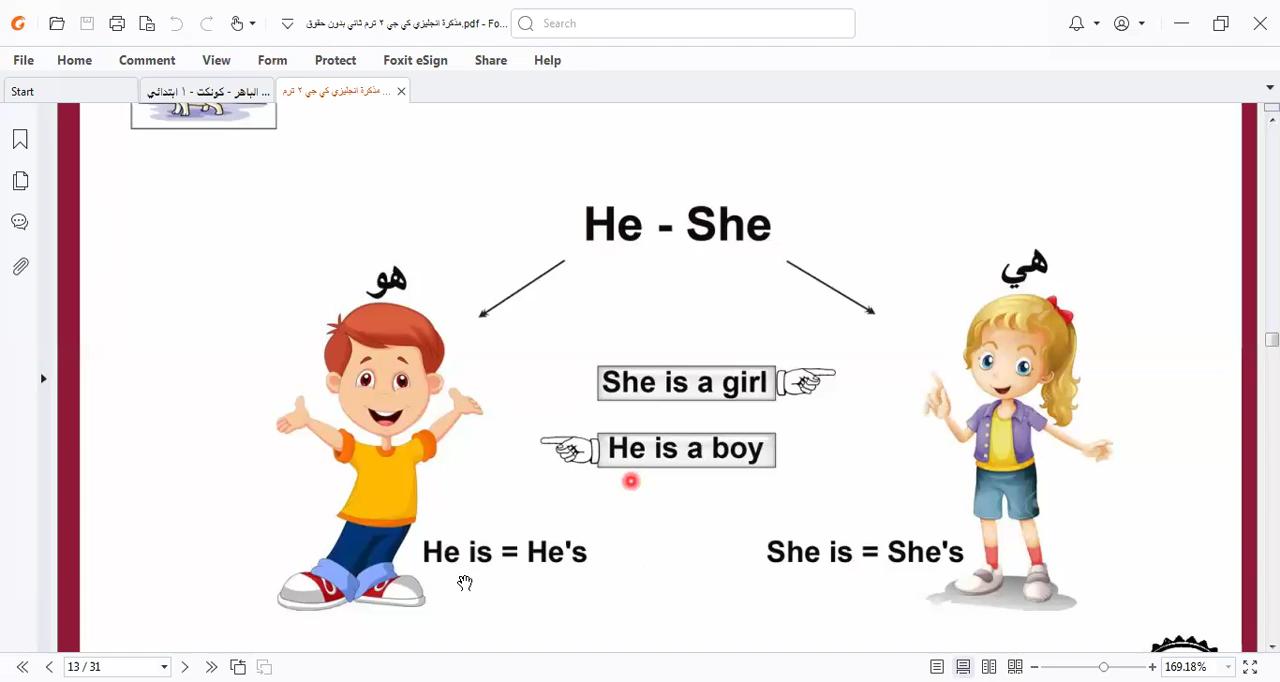 مذكرة انجليزي كي جي ٢ ترم ثاني بدون حقوق.pdf - Fo...
Search
File Home Comment View Form Protect Foxit eSign Share Help
Start
الباهر - كونكت - ١ ابتدائي ...
مذكرة انجليزي كي جي ٢ ترم ...
He - She
هو
هي
She is a girl
He is a boy
He is = He's
She is = She's
13 / 31
169.18%